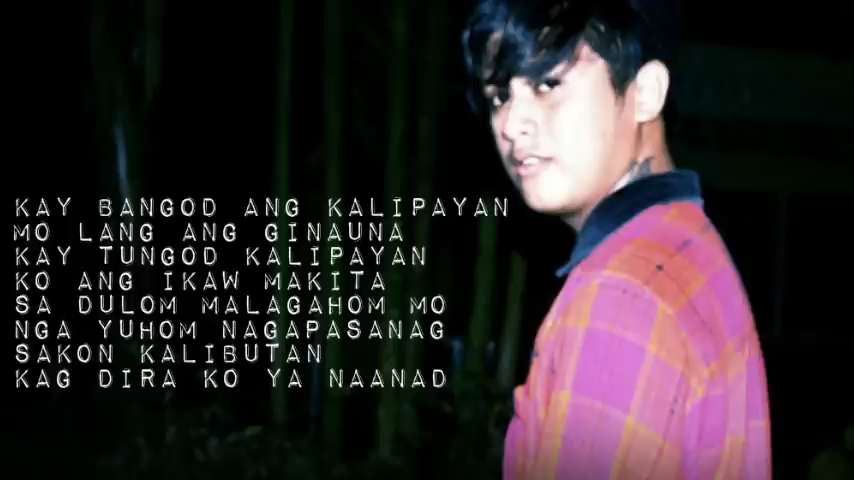 KAY BANGOD ANG KALIPAYAN
MO LANG ANG GINAUNA
KAY TUNGOD KALIPAYAN
KO ANG IKAW MAKITA
SA DULOM MALAGAHOM MO
NGA YUHOM NAGAPASANAG
SAKON KALIBUTAN
KAG DIRA KO YA NAANAD